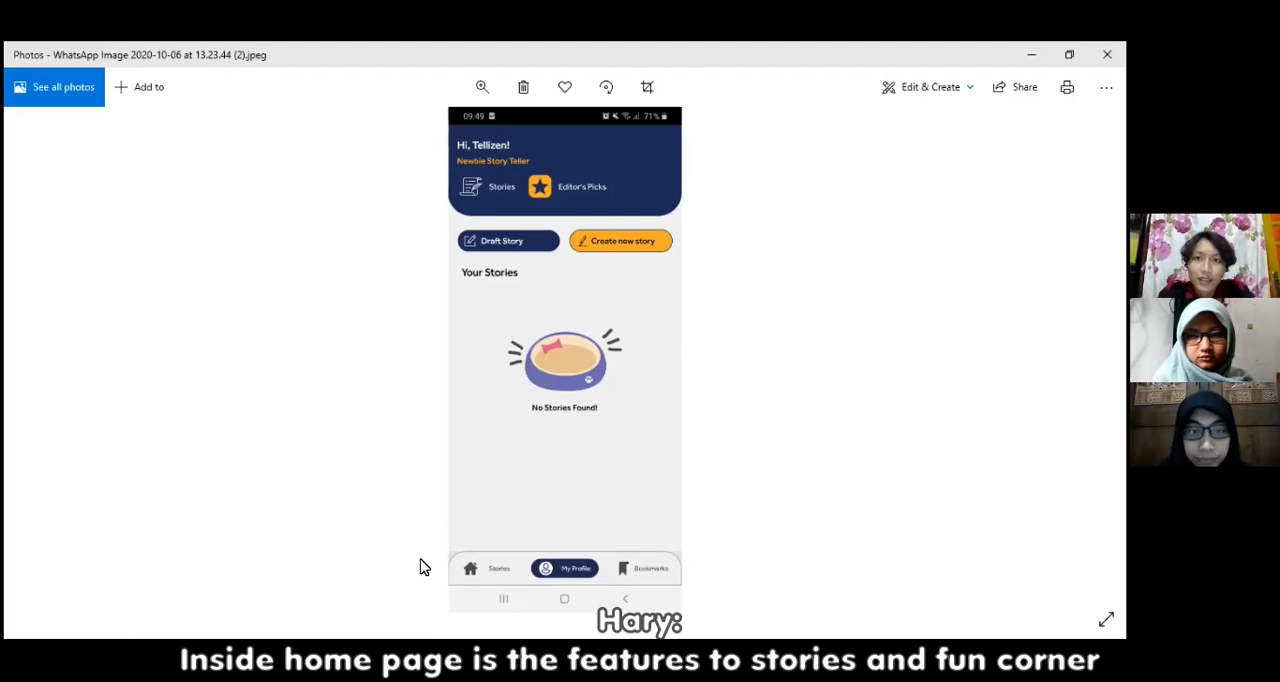 Photos - WhatsApp Image 2020-10-06 at 13.23.44 (2).jpeg
See all photos
Add to
Edit & Create
Share
09:49
71%
Hi, Tellizen!
Newbie Story Teller
Stories
Editor's Picks
Draft Story
Create new story
Your Stories
No Stories Found!
Stories
My Profile
Bookmarks
Hary:
Inside home page is the features to stories and fun corner